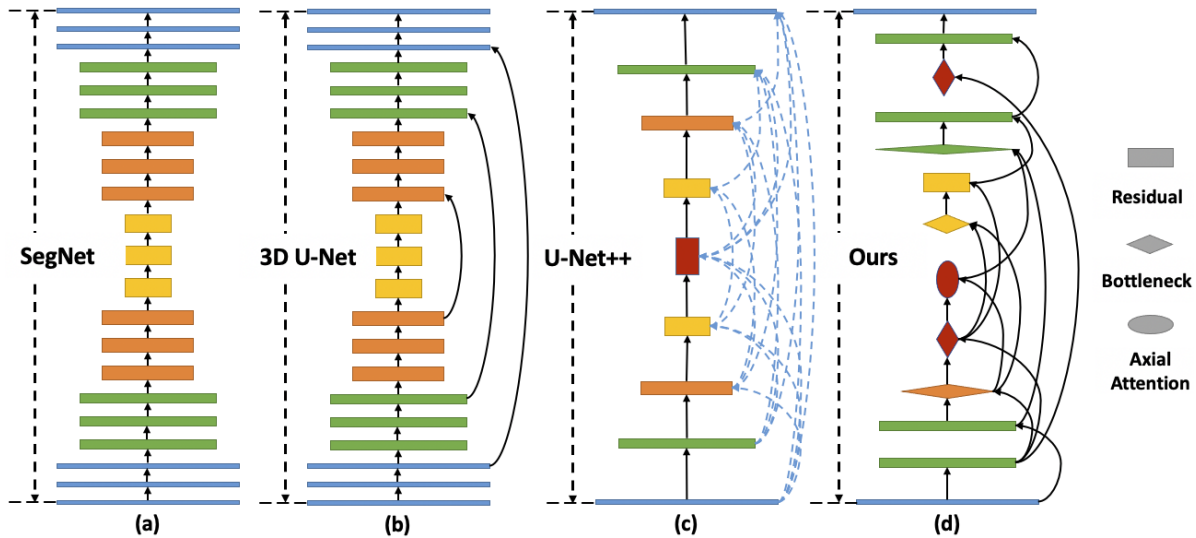 SegNet
3D U-Net
U-Net++
Ours
Residual
Bottleneck
Axial
Attention
(a)
(b)
(c)
(d)